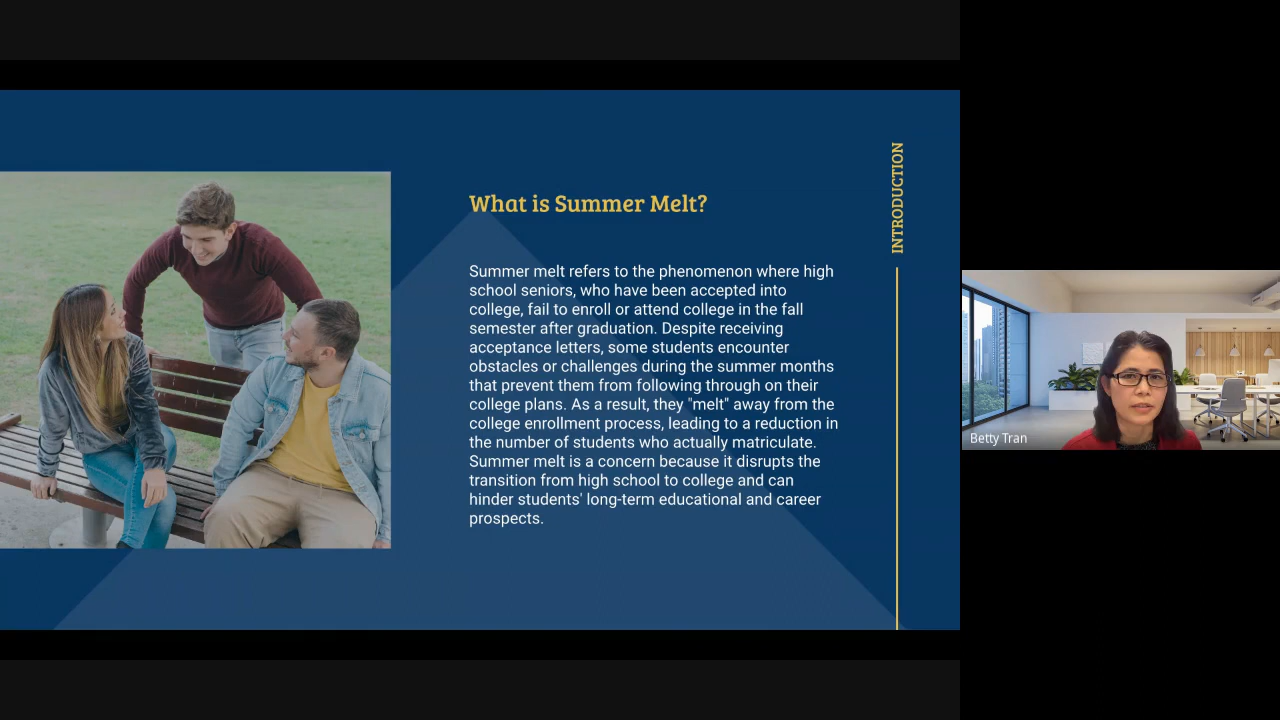 What is Summer Melt?
Summer melt refers to the phenomenon where high
school seniors, who have been accepted into
college, fail to enroll or attend college in the fall
semester after graduation. Despite receiving
acceptance letters, some students encounter
obstacles or challenges during the summer months
that prevent them from following through on their
college plans. As a result, they "melt" away from the
college enrollment process, leading to a reduction in
the number of students who actually matriculate.
Summer melt is a concern because it disrupts the
transition from high school to college and can
hinder students' long-term educational and career
prospects.
INTRODUCTION
Betty Tran